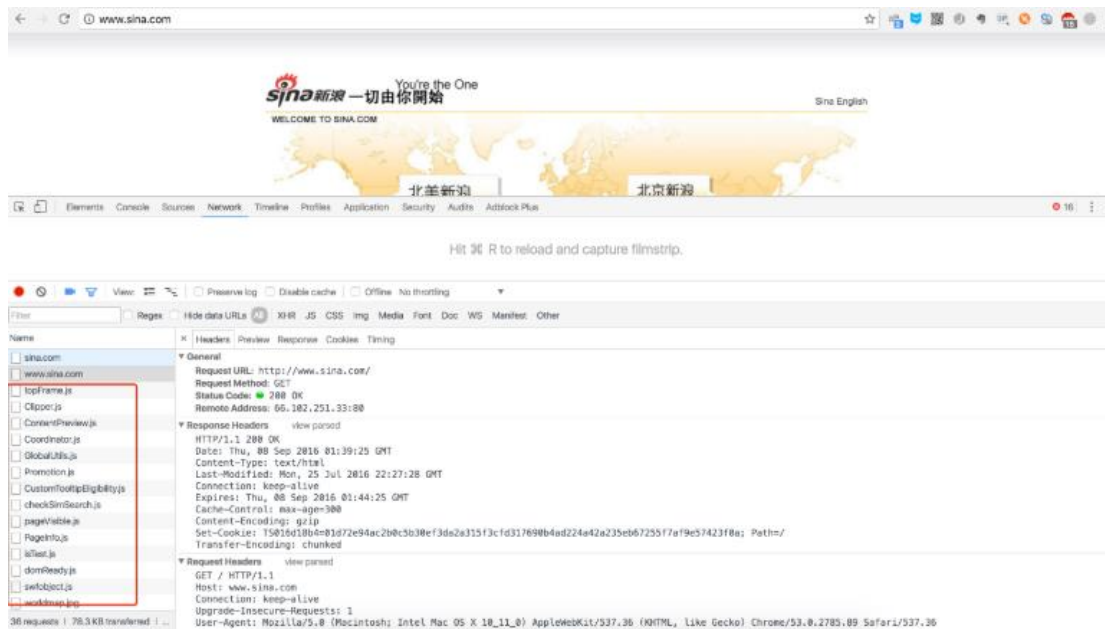 www.sina.com
You're the One
sina新浪 一切由你開始
Sina English
WELCOME TO SINA.COM
北美新浪 北京新浪
Elements Console Sources Network Timeline Profiles Application Security Audits Adblock Plus 16
Hit ⌘ R to reload and capture filmstrip.
View: Preserve log Disable cache Offline No throttling
Filter Regex Hide data URLs All XHR JS CSS Img Media Font Doc WS Manifest Other
Name × Headers Preview Response Cookies Timing
sina.com
www.sina.com
topFrame.js
Clipper.js
ContentPreview.js
Coordinator.js
GlobalUtils.js
Promotion.js
CustomTooltipEligibility.js
checkSimSearch.js
pageVisible.js
PageInfo.js
isTest.js
domReady.js
swfobject.js
worldmap.jpg
36 requests | 78.3 KB transferred | ...
▼ General
Request URL: http://www.sina.com/
Request Method: GET
Status Code: 200 OK
Remote Address: 66.102.251.33:80
▼ Response Headers view parsed
HTTP/1.1 200 OK
Date: Thu, 08 Sep 2016 01:39:25 GMT
Content-Type: text/html
Last-Modified: Mon, 25 Jul 2016 22:27:28 GMT
Connection: keep-alive
Expires: Thu, 08 Sep 2016 01:44:25 GMT
Cache-Control: max-age=300
Content-Encoding: gzip
Set-Cookie: TS016d18b4=01d72e94ac2b0c5b30ef3da2a315f3cfd317690b4ad224a42a235eb67255f7af9e57423f0a; Path=/
Transfer-Encoding: chunked
▼ Request Headers view parsed
GET / HTTP/1.1
Host: www.sina.com
Connection: keep-alive
Upgrade-Insecure-Requests: 1
User-Agent: Mozilla/5.0 (Macintosh; Intel Mac OS X 10_11_0) AppleWebKit/537.36 (KHTML, like Gecko) Chrome/53.0.2785.89 Safari/537.36